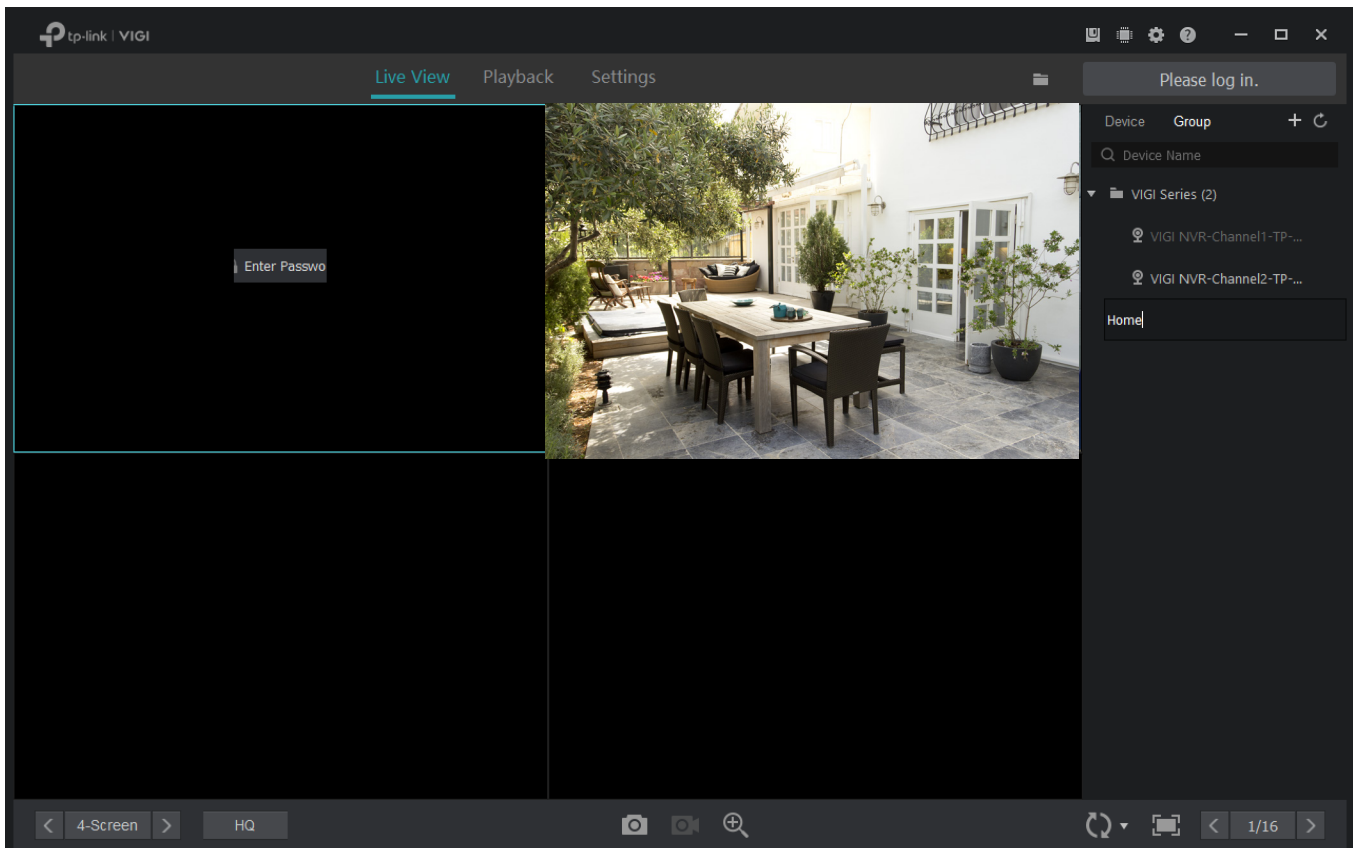 tp-link | VIGI
Live View Playback Settings
Please log in.
Device Group
Device Name
VIGI Series (2)
VIGI NVR-Channel1-TP-...
VIGI NVR-Channel2-TP-...
Home
Enter Passwo
4-Screen
HQ
1/16